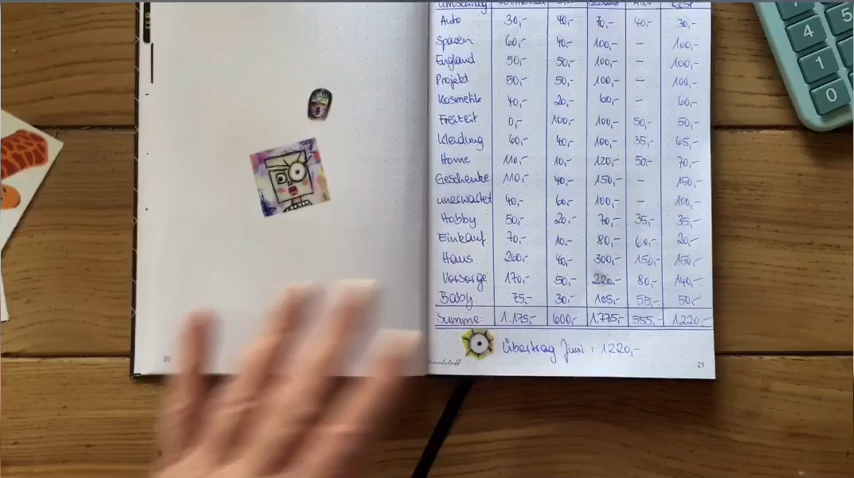 Umschlag
Auto 30,- 40,- 70,- 40,- 30,-
Sparen 60,- 40,- 100,- – 100,-
England 50,- 50,- 100,- – 100,-
Projekt 50,- 50,- 100,- – 100,-
Kosmetik 40,- 20,- 60,- – 60,-
Freizeit 0,- 100,- 100,- 50,- 50,-
Kleidung 60,- 40,- 100,- 35,- 65,-
Home 110,- 10,- 120,- 50,- 70,-
Geschenke 110,- 40,- 150,- – 150,-
unerwartet 40,- 60,- 100,- – 100,-
Hobby 50,- 20,- 70,- 35,- 35,-
Einkauf 70,- 10,- 80,- 60,- 20,-
Haus 260,- 40,- 300,- 150,- 150,-
Vorsorge 170,- 50,- 220,- 80,- 140,-
Baby 75,- 30,- 105,- 55,- 50,-
Summe: 1.175,- 600,- 1.775,- 555,- 1.220,-
Übertrag Juni : 1220,-
20
21
4
5
1
0